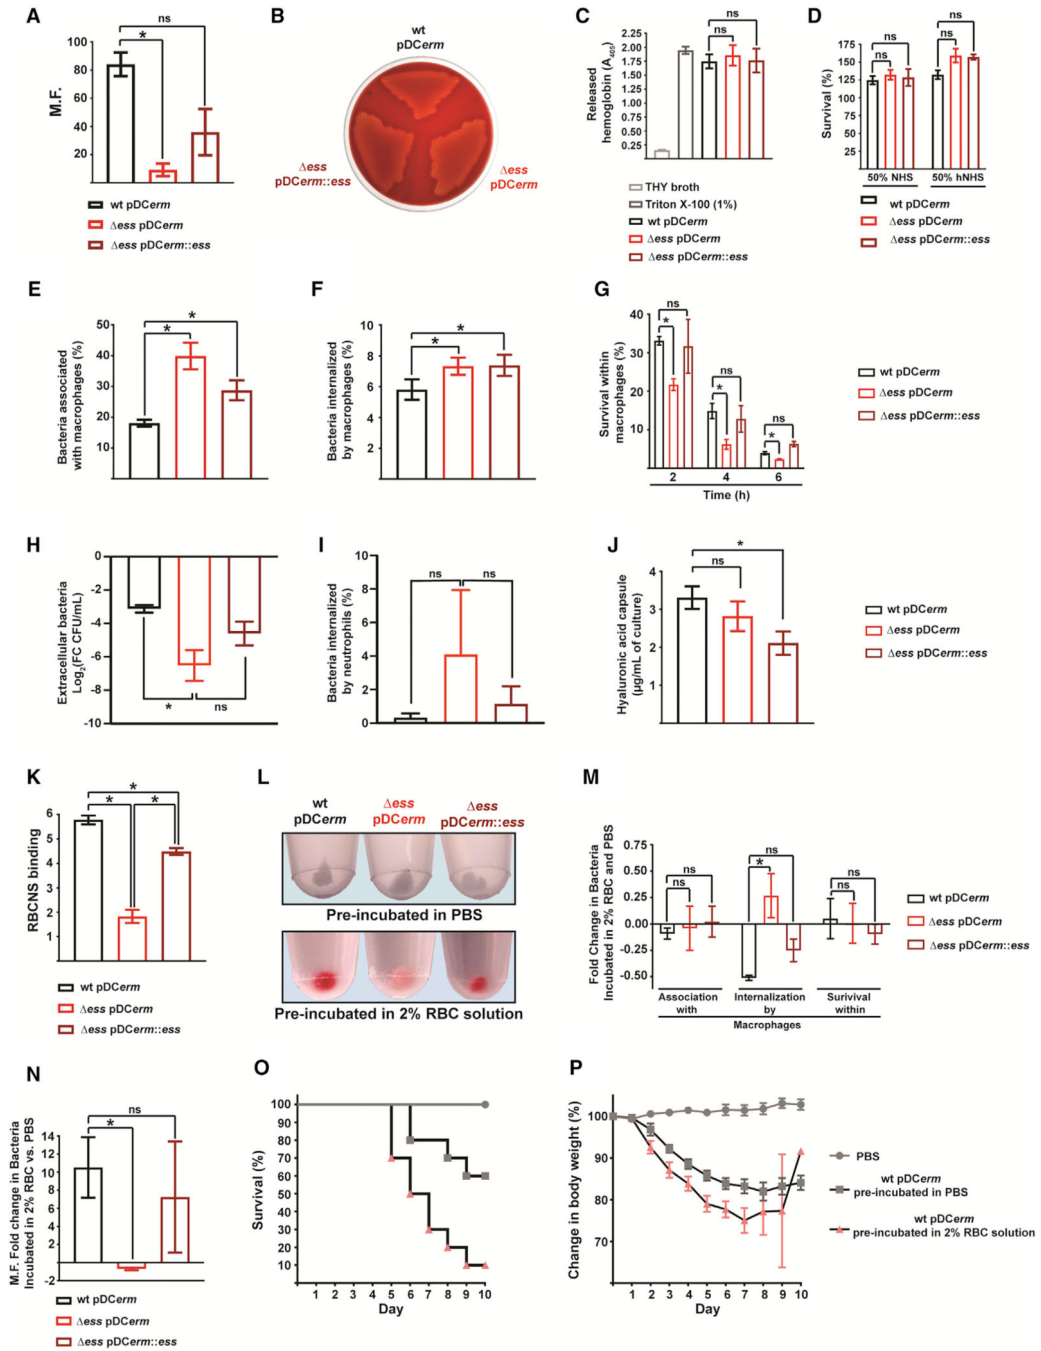 A
ns
*
100
80
60
40
20
M.F.
wt pDCerm
Δess pDCerm
Δess pDCerm::ess
B
wt
pDCerm
Δess
pDCerm::ess
Δess
pDCerm
C
ns
ns
2.25
2.00
1.75
1.50
1.25
1.00
0.75
0.50
0.25
Released
hemoglobin (A405)
THY broth
Triton X-100 (1%)
wt pDCerm
Δess pDCerm
Δess pDCerm::ess
D
ns
ns
ns
ns
175
150
125
100
75
50
25
Survival (%)
50% NHS
50% hNHS
wt pDCerm
Δess pDCerm
Δess pDCerm::ess
E
*
*
50
40
30
20
10
Bacteria associated
with macrophages (%)
F
*
*
10
8
6
4
2
Bacteria internalized
by macrophages (%)
G
ns
*
ns
*
ns
*
40
30
20
10
Survival within
macrophages (%)
2 4 6
Time (h)
wt pDCerm
Δess pDCerm
Δess pDCerm::ess
H
0
-2
-4
-6
-8
-10
Extracellular bacteria
Log2(FC CFU/mL)
*
ns
I
ns
ns
10
8
6
4
2
0
Bacteria internalized
by neutrophils (%)
J
*
ns
4
3
2
1
Hyaluronic acid capsule
(µg/mL of culture)
wt pDCerm
Δess pDCerm
Δess pDCerm::ess
K
*
*
*
6
5
4
3
2
1
RBCNS binding
wt pDCerm
Δess pDCerm
Δess pDCerm::ess
L
wt
pDCerm
Δess
pDCerm
Δess
pDCerm::ess
Pre-incubated in PBS
Pre-incubated in 2% RBC solution
M
ns
ns
ns
*
ns
ns
0.75
0.50
0.25
0.00
-0.25
-0.50
Fold Change in Bacteria
Incubated in 2% RBC and PBS
Association
with
Internalization
by
Surivival
within
Macrophages
wt pDCerm
Δess pDCerm
Δess pDCerm::ess
N
ns
*
14
12
10
8
6
4
2
-2
M.F. Fold change in Bacteria
Incubated in 2% RBC vs. PBS
wt pDCerm
Δess pDCerm
Δess pDCerm::ess
O
100
90
80
70
60
50
40
30
20
10
Survival (%)
1 2 3 4 5 6 7 8 9 10
Day
P
100
90
80
70
Change in body weight (%)
1 2 3 4 5 6 7 8 9 10
Day
PBS
wt pDCerm
pre-incubated in PBS
wt pDCerm
pre-incubated in 2% RBC solution